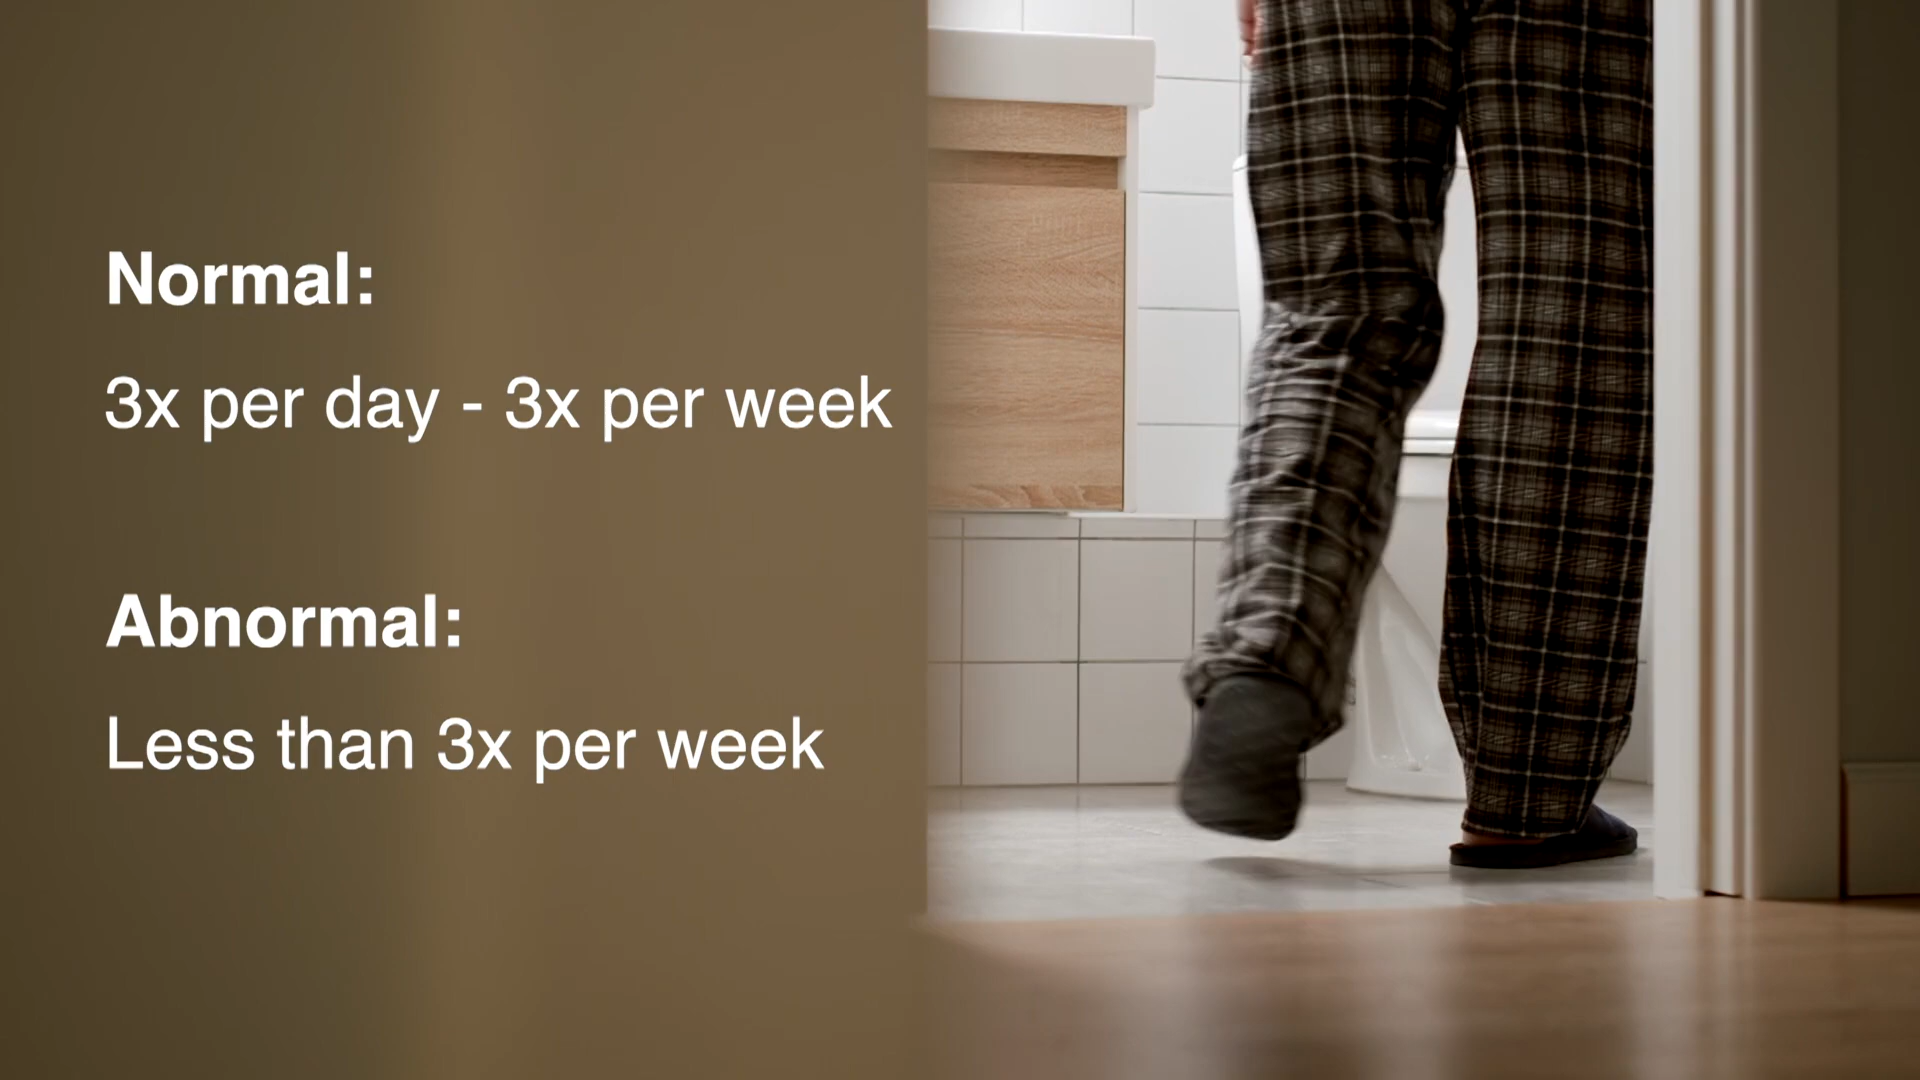 Normal:
3x per day - 3x per week
Abnormal:
Less than 3x per week